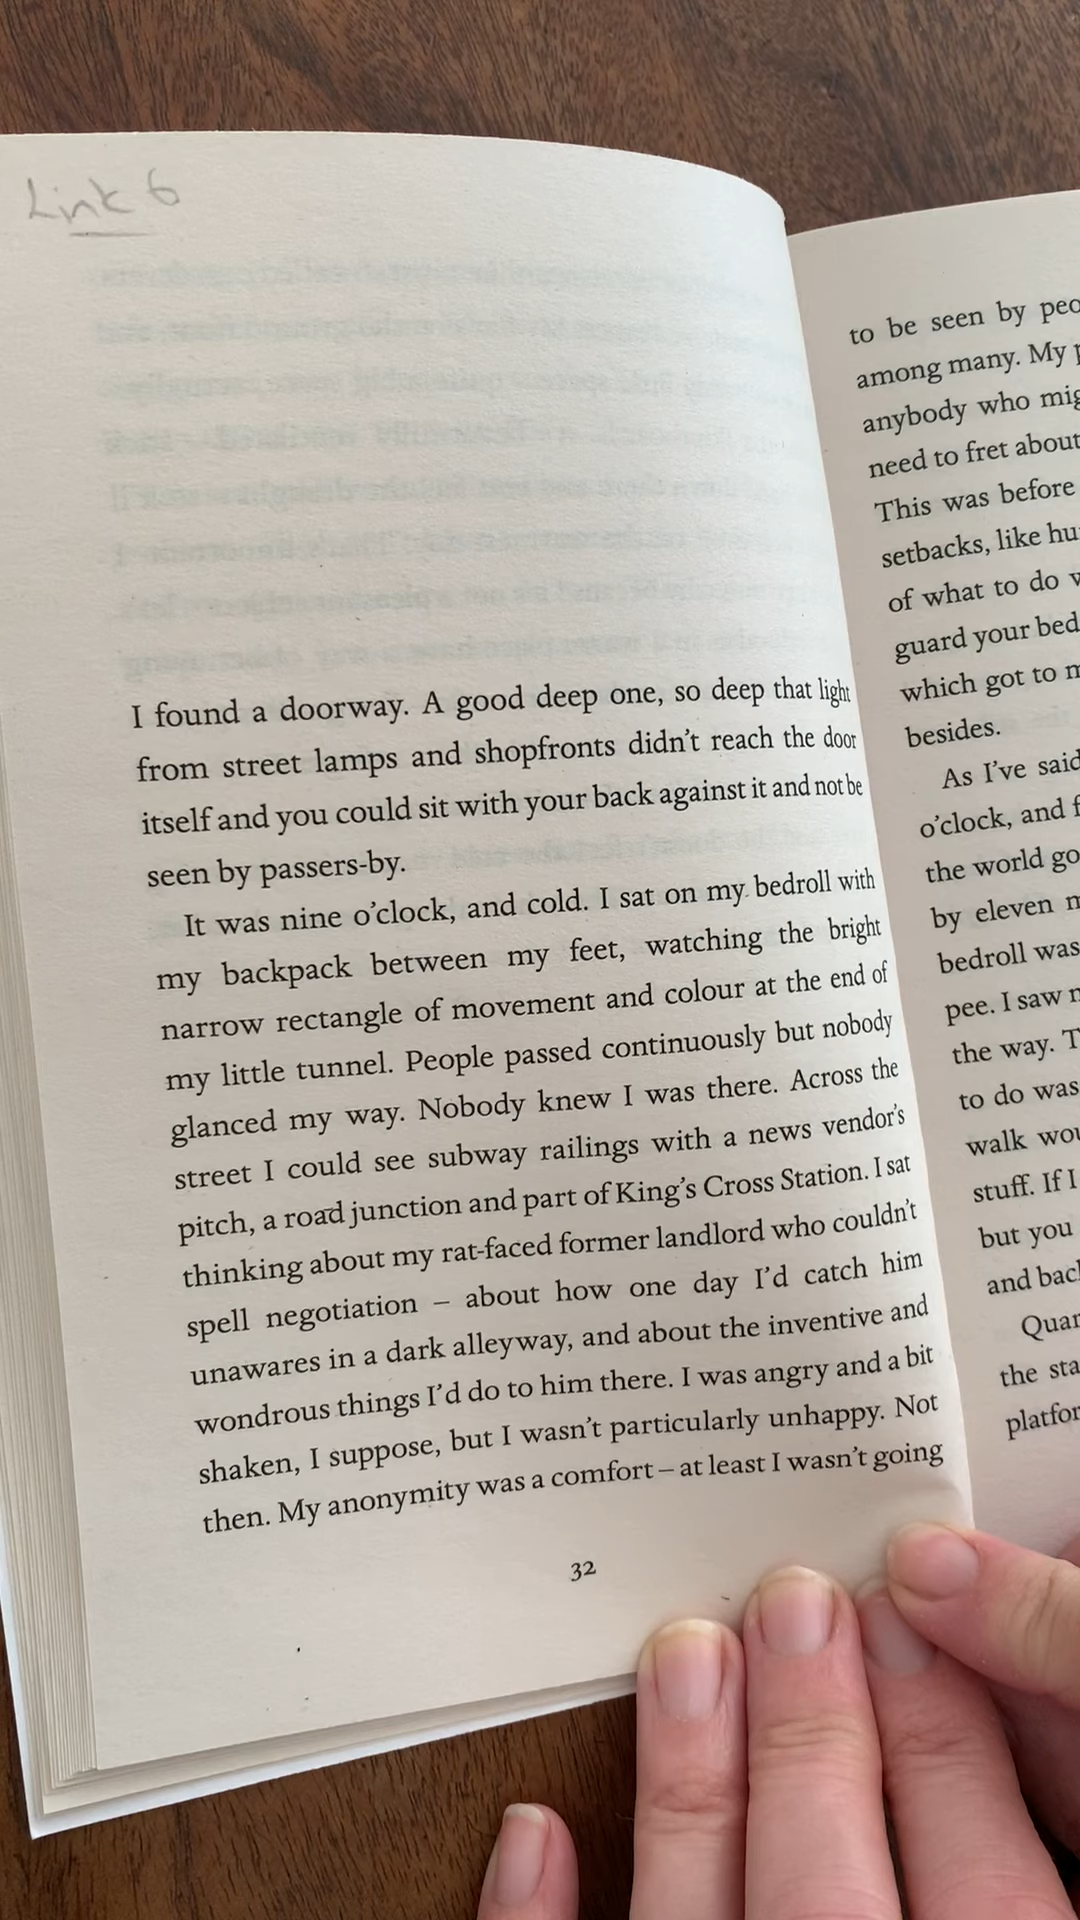 Link 6
I found a doorway. A good deep one, so deep that light
from street lamps and shopfronts didn't reach the door
itself and you could sit with your back against it and not be
seen by passers-by.
It was nine o'clock, and cold. I sat on my bedroll with
my backpack between my feet, watching the bright
narrow rectangle of movement and colour at the end of
my little tunnel. People passed continuously but nobody
glanced my way. Nobody knew I was there. Across the
street I could see subway railings with a news vendor's
pitch, a road junction and part of King's Cross Station. I sat
thinking about my rat-faced former landlord who couldn't
spell negotiation – about how one day I'd catch him
unawares in a dark alleyway, and about the inventive and
wondrous things I'd do to him there. I was angry and a bit
shaken, I suppose, but I wasn't particularly unhappy. Not
then. My anonymity was a comfort – at least I wasn't going
32
to be seen by
among many. My
anybody who
need to fret about
This was before
setbacks, like
of what to do
guard your
which got to
besides.
As I've said
o'clock, and
the world
by eleven
bedroll was
pee. I saw
the way.
to do was
walk
stuff. If I
but you
and
the